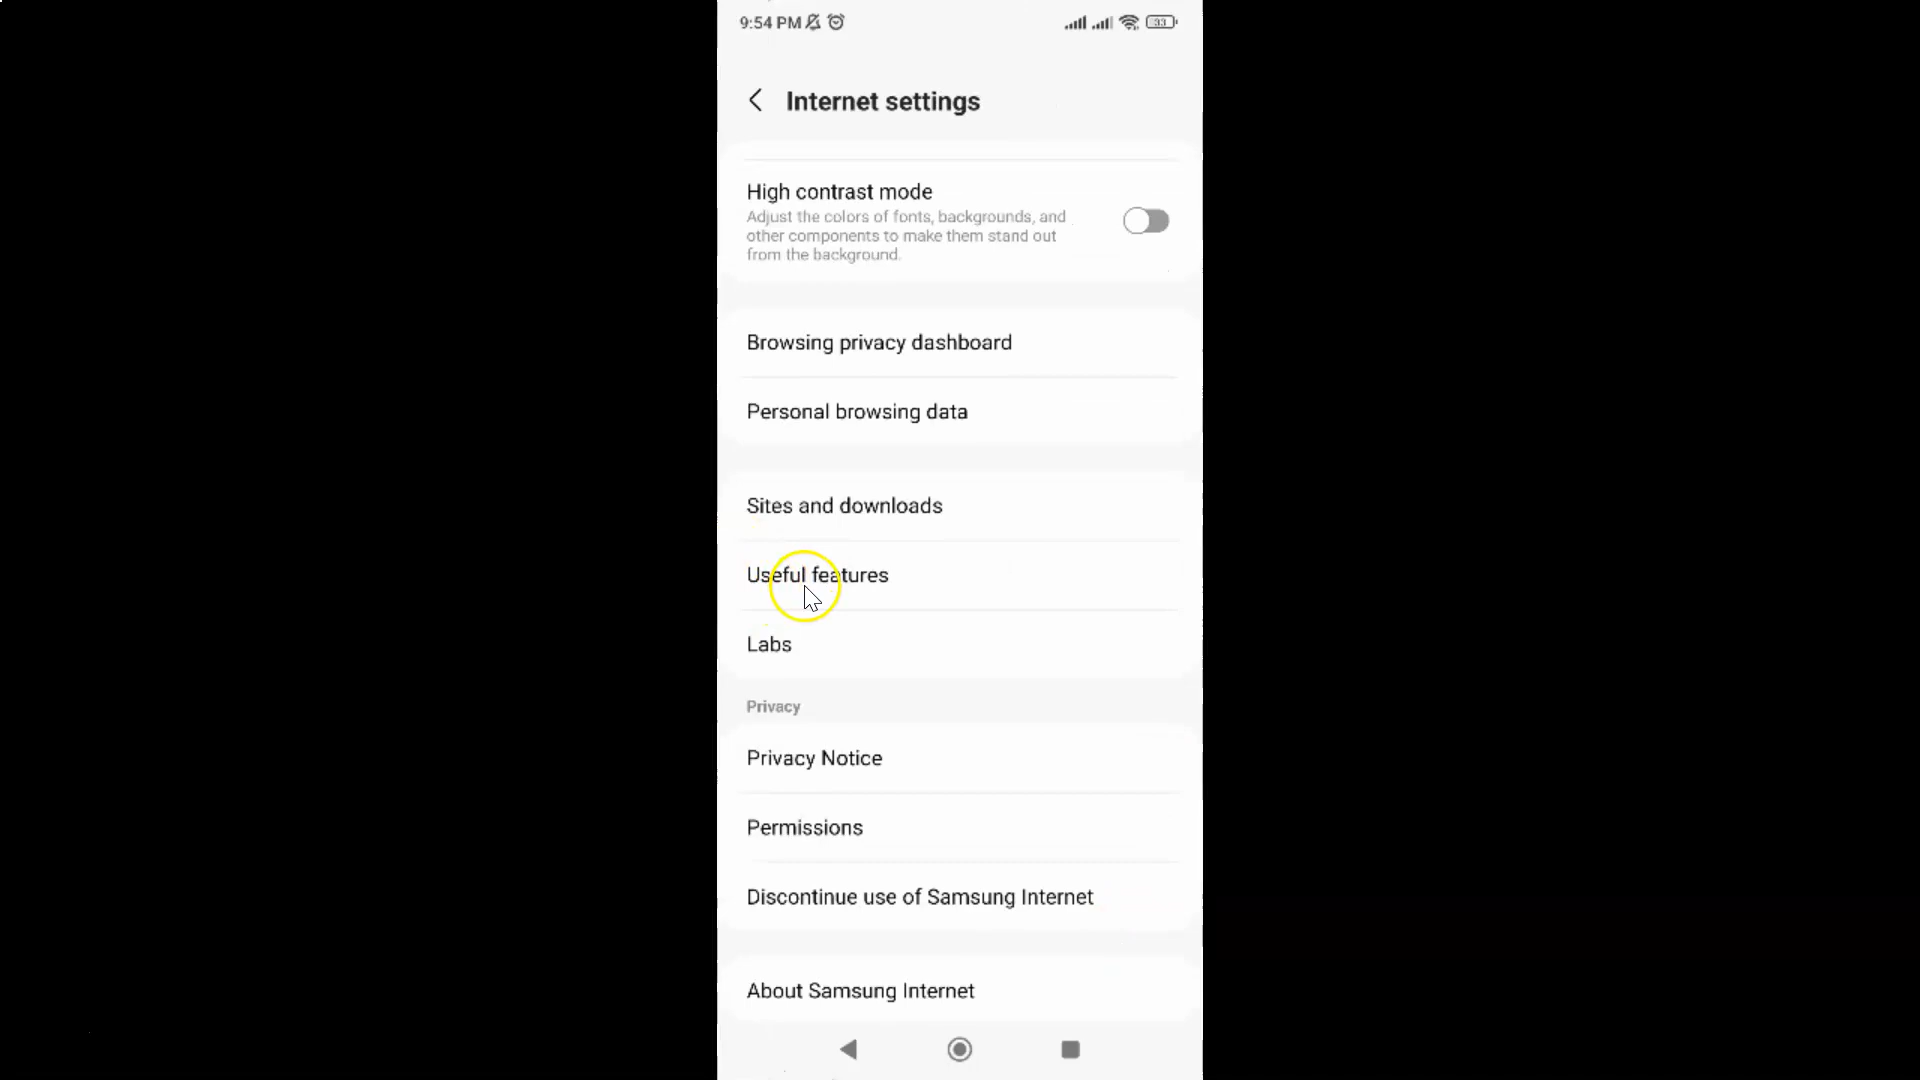 9:54 PM
33
Internet settings
High contrast mode
Adjust the colors of fonts, backgrounds, and
other components to make them stand out
from the background.
Browsing privacy dashboard
Personal browsing data
Sites and downloads
Useful features
Labs
Privacy
Privacy Notice
Permissions
Discontinue use of Samsung Internet
About Samsung Internet